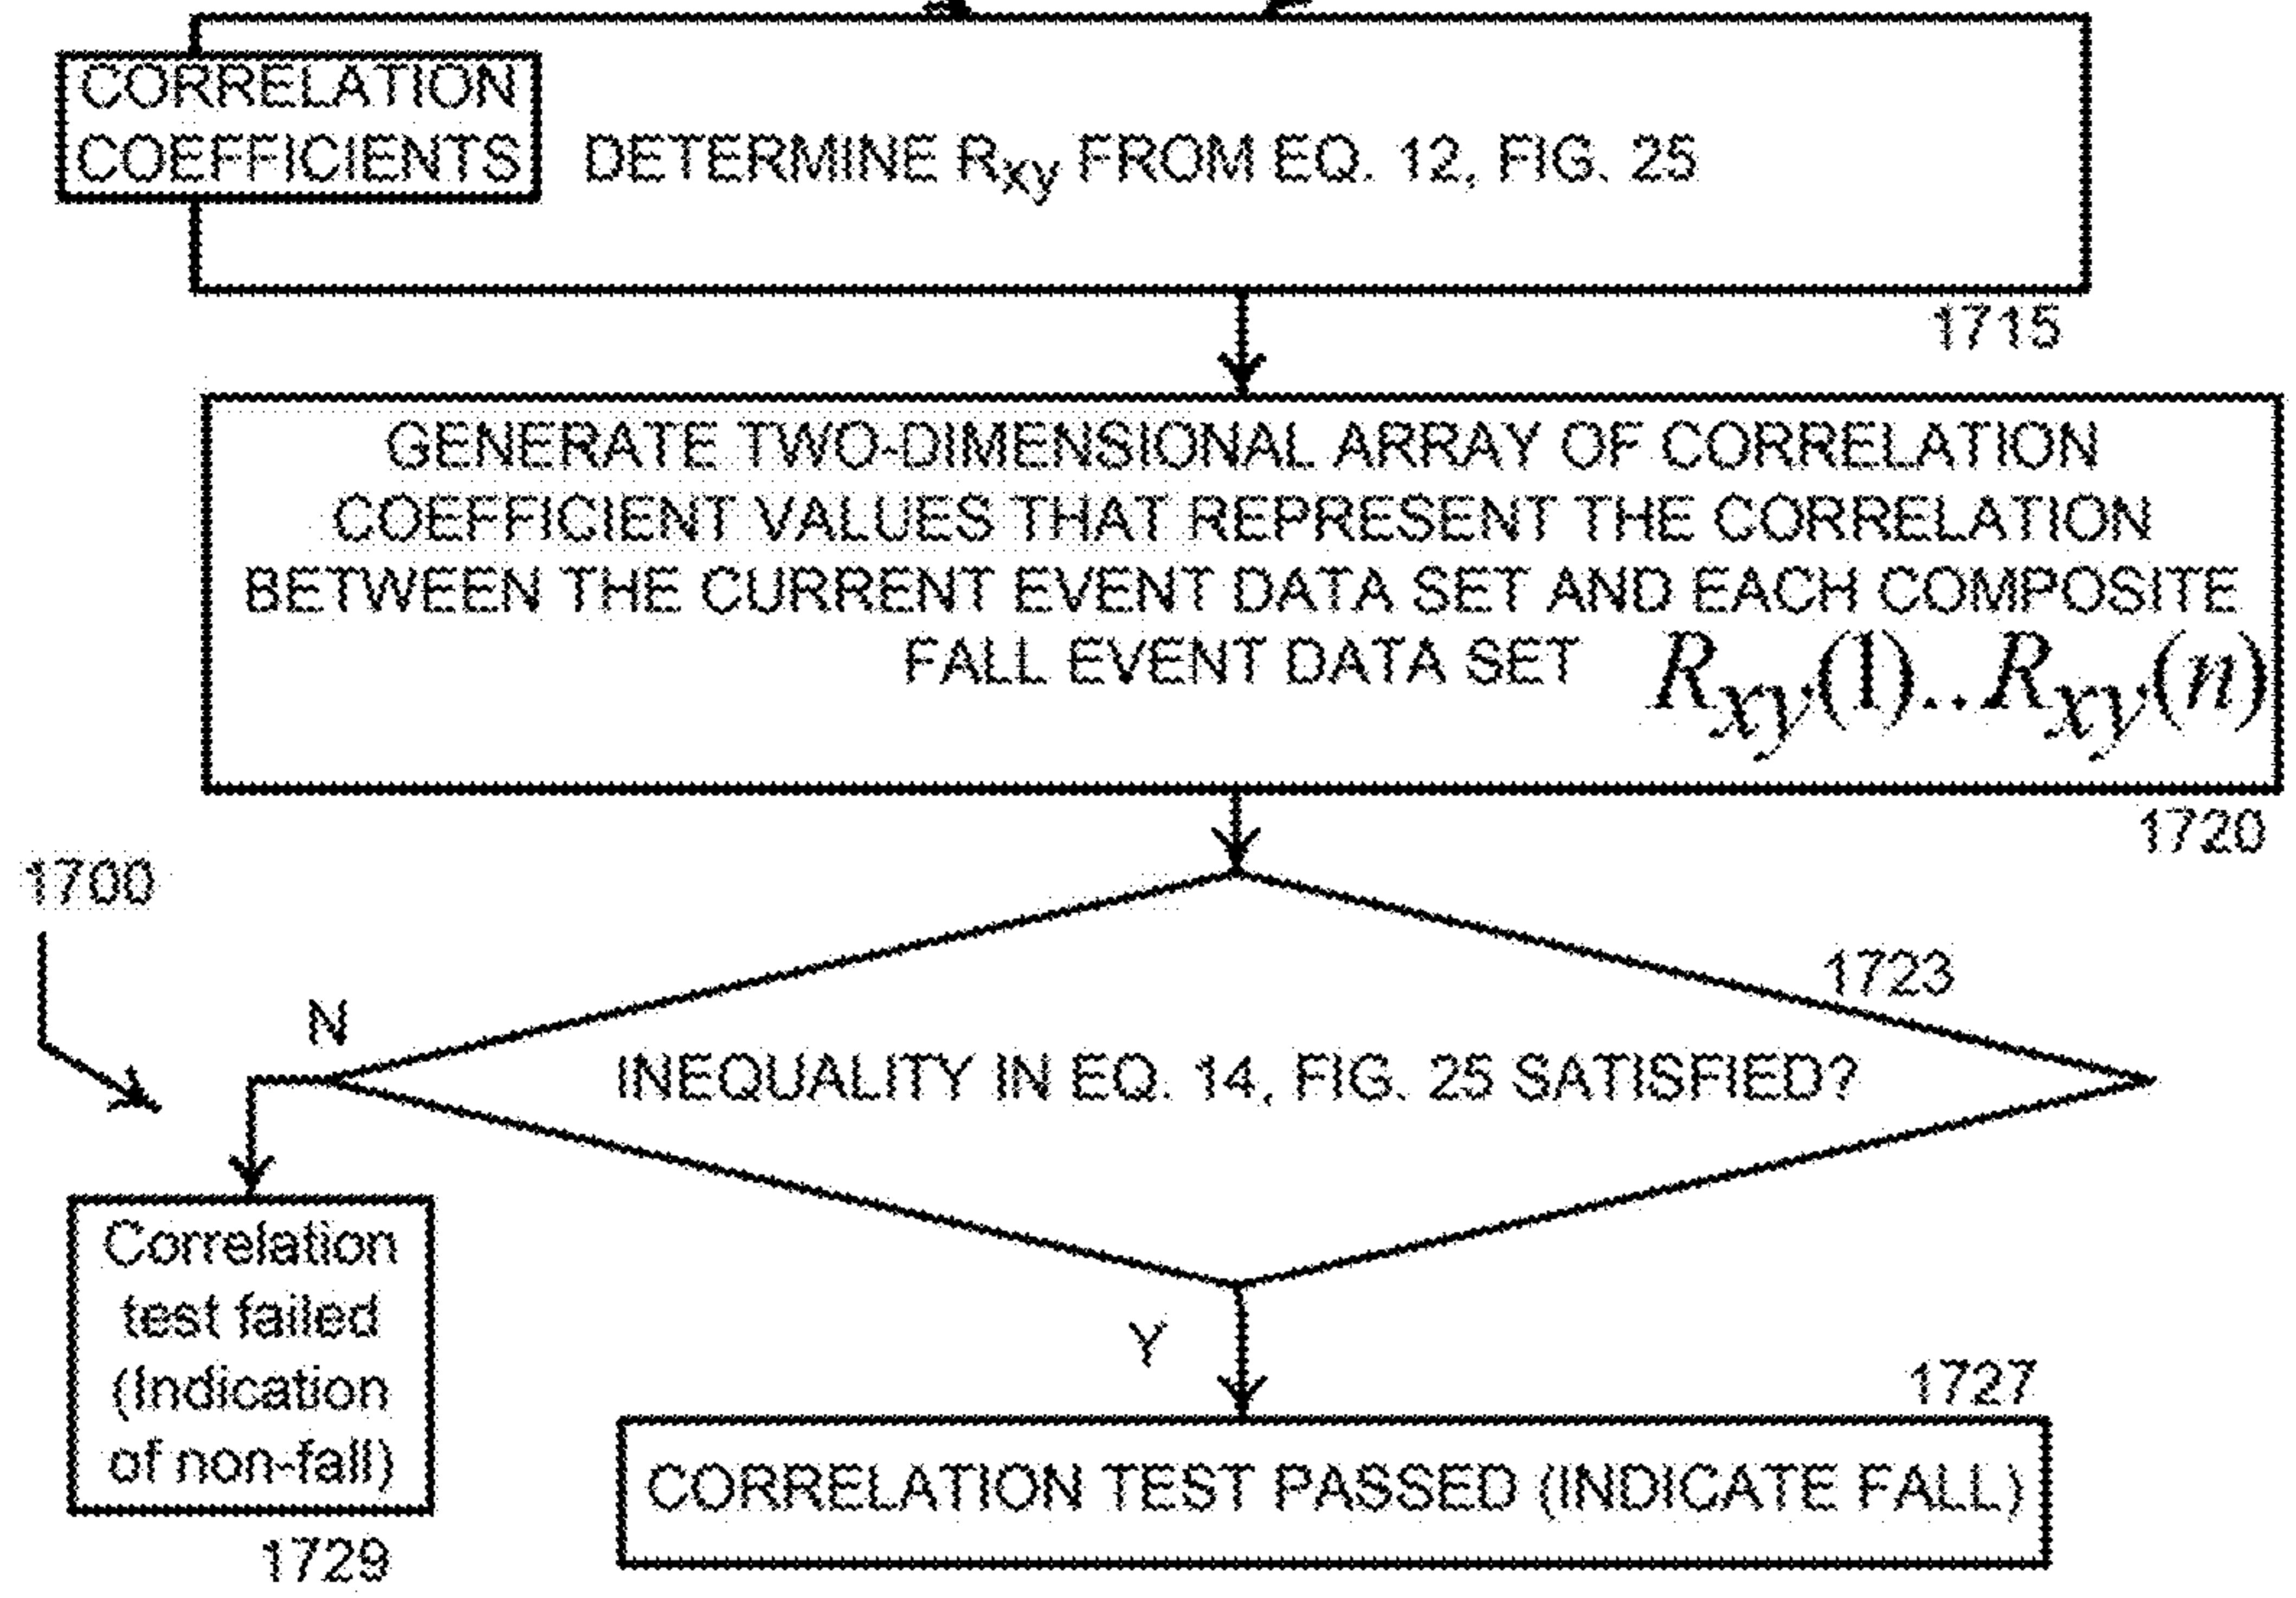 CORRELATION
COEFFICIENTS
DETERMINE Rxy FROM EQ. 12, FIG. 25
1715
GENERATE TWO-DIMENSIONAL ARRAY OF CORRELATION
COEFFICIENT VALUES THAT REPRESENT THE CORRELATION
BETWEEN THE CURRENT EVENT DATA SET AND EACH COMPOSITE
FALL EVENT DATA SET Rxy(1)..Rxy(n)
1720
1700
1723
N
INEQUALITY IN EQ. 14, FIG. 25 SATISFIED?
Correlation
test failed
(Indication
of non-fall)
1729
Y
1727
CORRELATION TEST PASSED (INDICATE FALL)